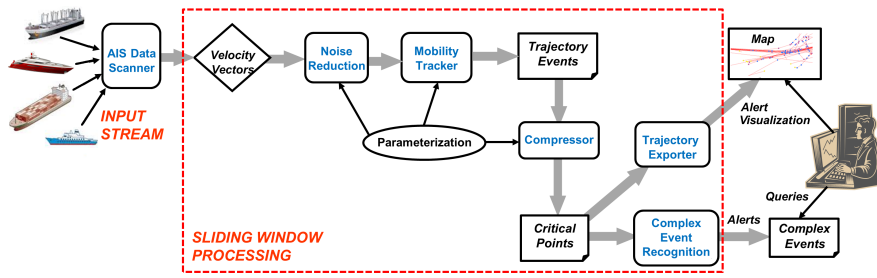 AIS Data
Scanner
INPUT
STREAM
Velocity
Vectors
Noise
Reduction
Mobility
Tracker
Trajectory
Events
Parameterization
Compressor
Trajectory
Exporter
Critical
Points
Complex
Event
Recognition
SLIDING WINDOW
PROCESSING
Map
Alert
Visualization
Queries
Alerts
Complex
Events